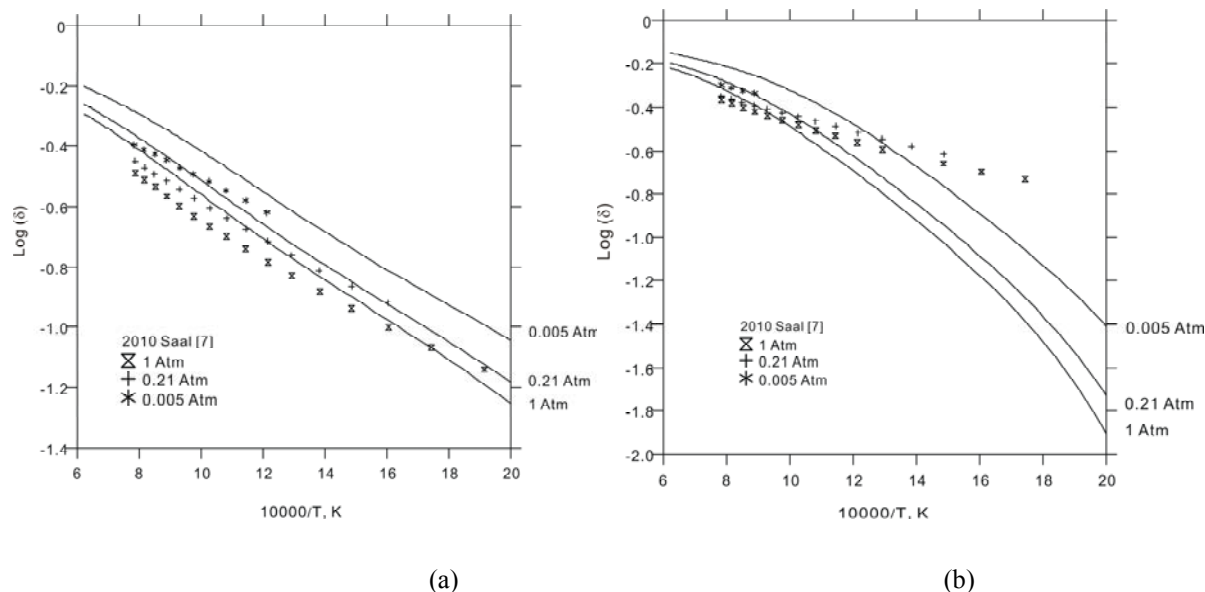 0
-0.2
-0.4
-0.6
-0.8
-1.0
-1.2
-1.4
Log (δ)
6 8 10 12 14 16 18 20
10000/T, K
0.005 Atm
0.21 Atm
1 Atm
2010 Saal [7]
1 Atm
0.21 Atm
0.005 Atm
(a)
0
-0.2
-0.4
-0.6
-0.8
-1.0
-1.2
-1.4
-1.6
-1.8
-2.0
Log (δ)
6 8 10 12 14 16 18 20
10000/T, K
0.005 Atm
0.21 Atm
1 Atm
2010 Saal [7]
1 Atm
0.21 Atm
0.005 Atm
(b)